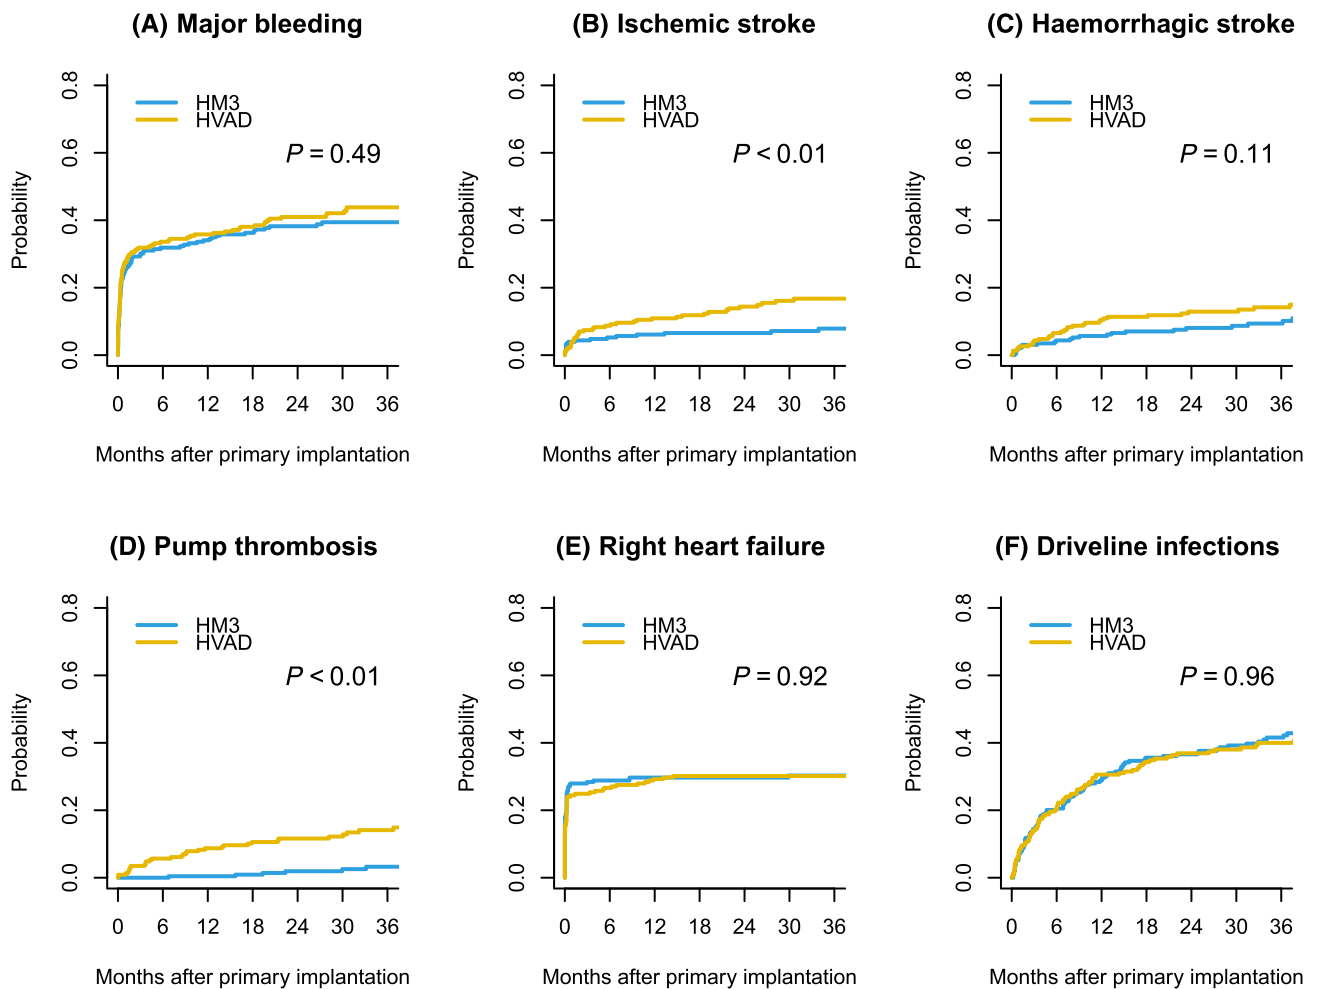 (A) Major bleeding
0.8
0.6
0.4
0.2
0.0
Probability
HM3
HVAD
P = 0.49
0 6 12 18 24 30 36
Months after primary implantation
(B) Ischemic stroke
0.8
0.6
0.4
0.2
0.0
Probability
HM3
HVAD
P < 0.01
0 6 12 18 24 30 36
Months after primary implantation
(C) Haemorrhagic stroke
0.8
0.6
0.4
0.2
0.0
Probability
HM3
HVAD
P = 0.11
0 6 12 18 24 30 36
Months after primary implantation
(D) Pump thrombosis
0.8
0.6
0.4
0.2
0.0
Probability
HM3
HVAD
P < 0.01
0 6 12 18 24 30 36
Months after primary implantation
(E) Right heart failure
0.8
0.6
0.4
0.2
0.0
Probability
HM3
HVAD
P = 0.92
0 6 12 18 24 30 36
Months after primary implantation
(F) Driveline infections
0.8
0.6
0.4
0.2
0.0
Probability
HM3
HVAD
P = 0.96
0 6 12 18 24 30 36
Months after primary implantation